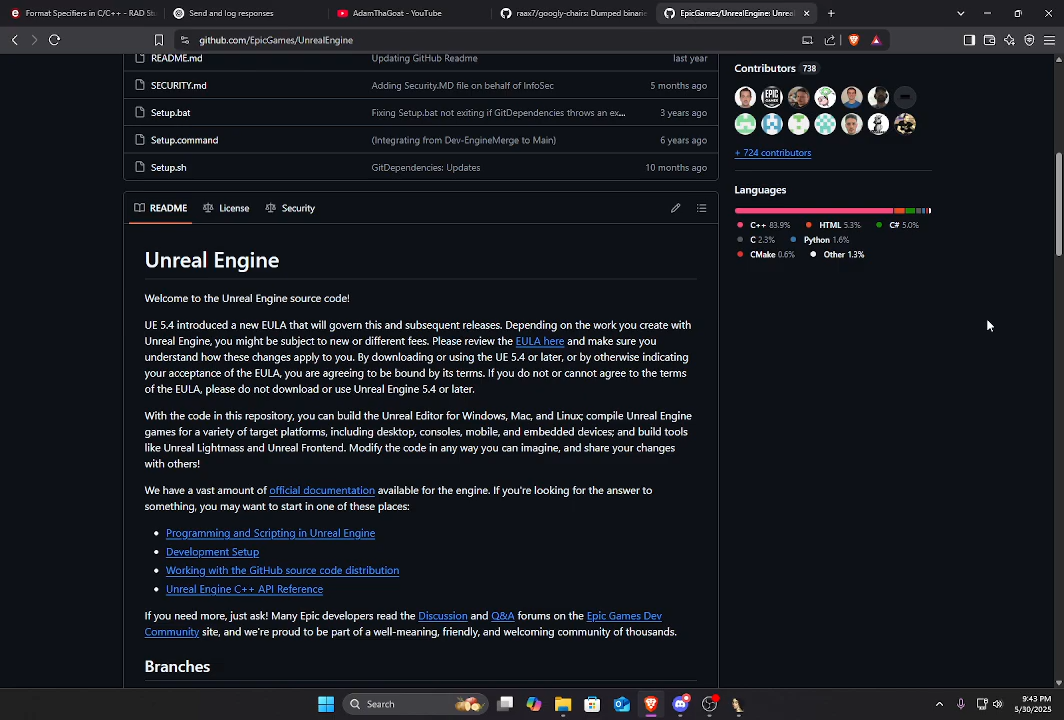 Format Specifiers in C/C++ - RAD Stu
Send and log responses
AdamThaGoat - YouTube
raax7/googly-chairs: Dumped binarie
EpicGames/UnrealEngine: Unreal
github.com/EpicGames/UnrealEngine
README.md Updating GitHub Readme last year
SECURITY.md Adding Security.MD file on behalf of InfoSec 5 months ago
Setup.bat Fixing Setup.bat not exiting if GitDependencies throws an ex... 3 years ago
Setup.command (Integrating from Dev-EngineMerge to Main) 6 years ago
Setup.sh GitDependencies: Updates 10 months ago
README License Security
Unreal Engine
Welcome to the Unreal Engine source code!
UE 5.4 introduced a new EULA that will govern this and subsequent releases. Depending on the work you create with
Unreal Engine, you might be subject to new or different fees. Please review the EULA here and make sure you
understand how these changes apply to you. By downloading or using the UE 5.4 or later, or by otherwise indicating
your acceptance of the EULA, you are agreeing to be bound by its terms. If you do not or cannot agree to the terms
of the EULA, please do not download or use Unreal Engine 5.4 or later.
With the code in this repository, you can build the Unreal Editor for Windows, Mac, and Linux; compile Unreal Engine
games for a variety of target platforms, including desktop, consoles, mobile, and embedded devices; and build tools
like Unreal Lightmass and Unreal Frontend. Modify the code in any way you can imagine, and share your changes
with others!
We have a vast amount of official documentation available for the engine. If you're looking for the answer to
something, you may want to start in one of these places:
Programming and Scripting in Unreal Engine
Development Setup
Working with the GitHub source code distribution
Unreal Engine C++ API Reference
If you need more, just ask! Many Epic developers read the Discussion and Q&A forums on the Epic Games Dev
Community site, and we're proud to be part of a well-meaning, friendly, and welcoming community of thousands.
Branches
Contributors 738
+ 724 contributors
Languages
C++ 83.9% HTML 5.3% C# 5.0%
C 2.3% Python 1.6%
CMake 0.6% Other 1.3%
Search
9:43 PM
5/30/2025